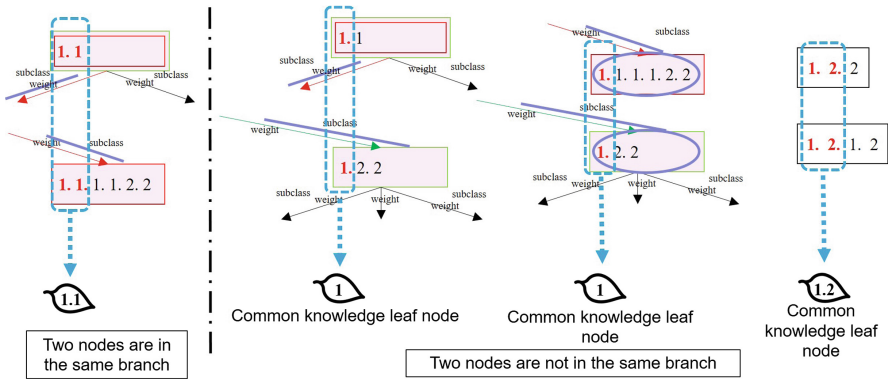 1. 1
subclass
weight
weight
subclass
weight
subclass
1. 1. 1. 1. 2. 2
1.1
Two nodes are in
the same branch
1. 1
subclass
weight
weight
subclass
weight
subclass
1. 2. 2
subclass
weight
weight
weight
subclass
1
Common knowledge leaf node
weight
subclass
1. 1. 1. 1. 2. 2
weight
subclass
1. 2. 2
subclass
weight
weight
weight
subclass
1
Common knowledge leaf
node
Two nodes are not in the same branch
1. 2. 2
1. 2. 1. 2
1.2
Common
knowledge leaf
node